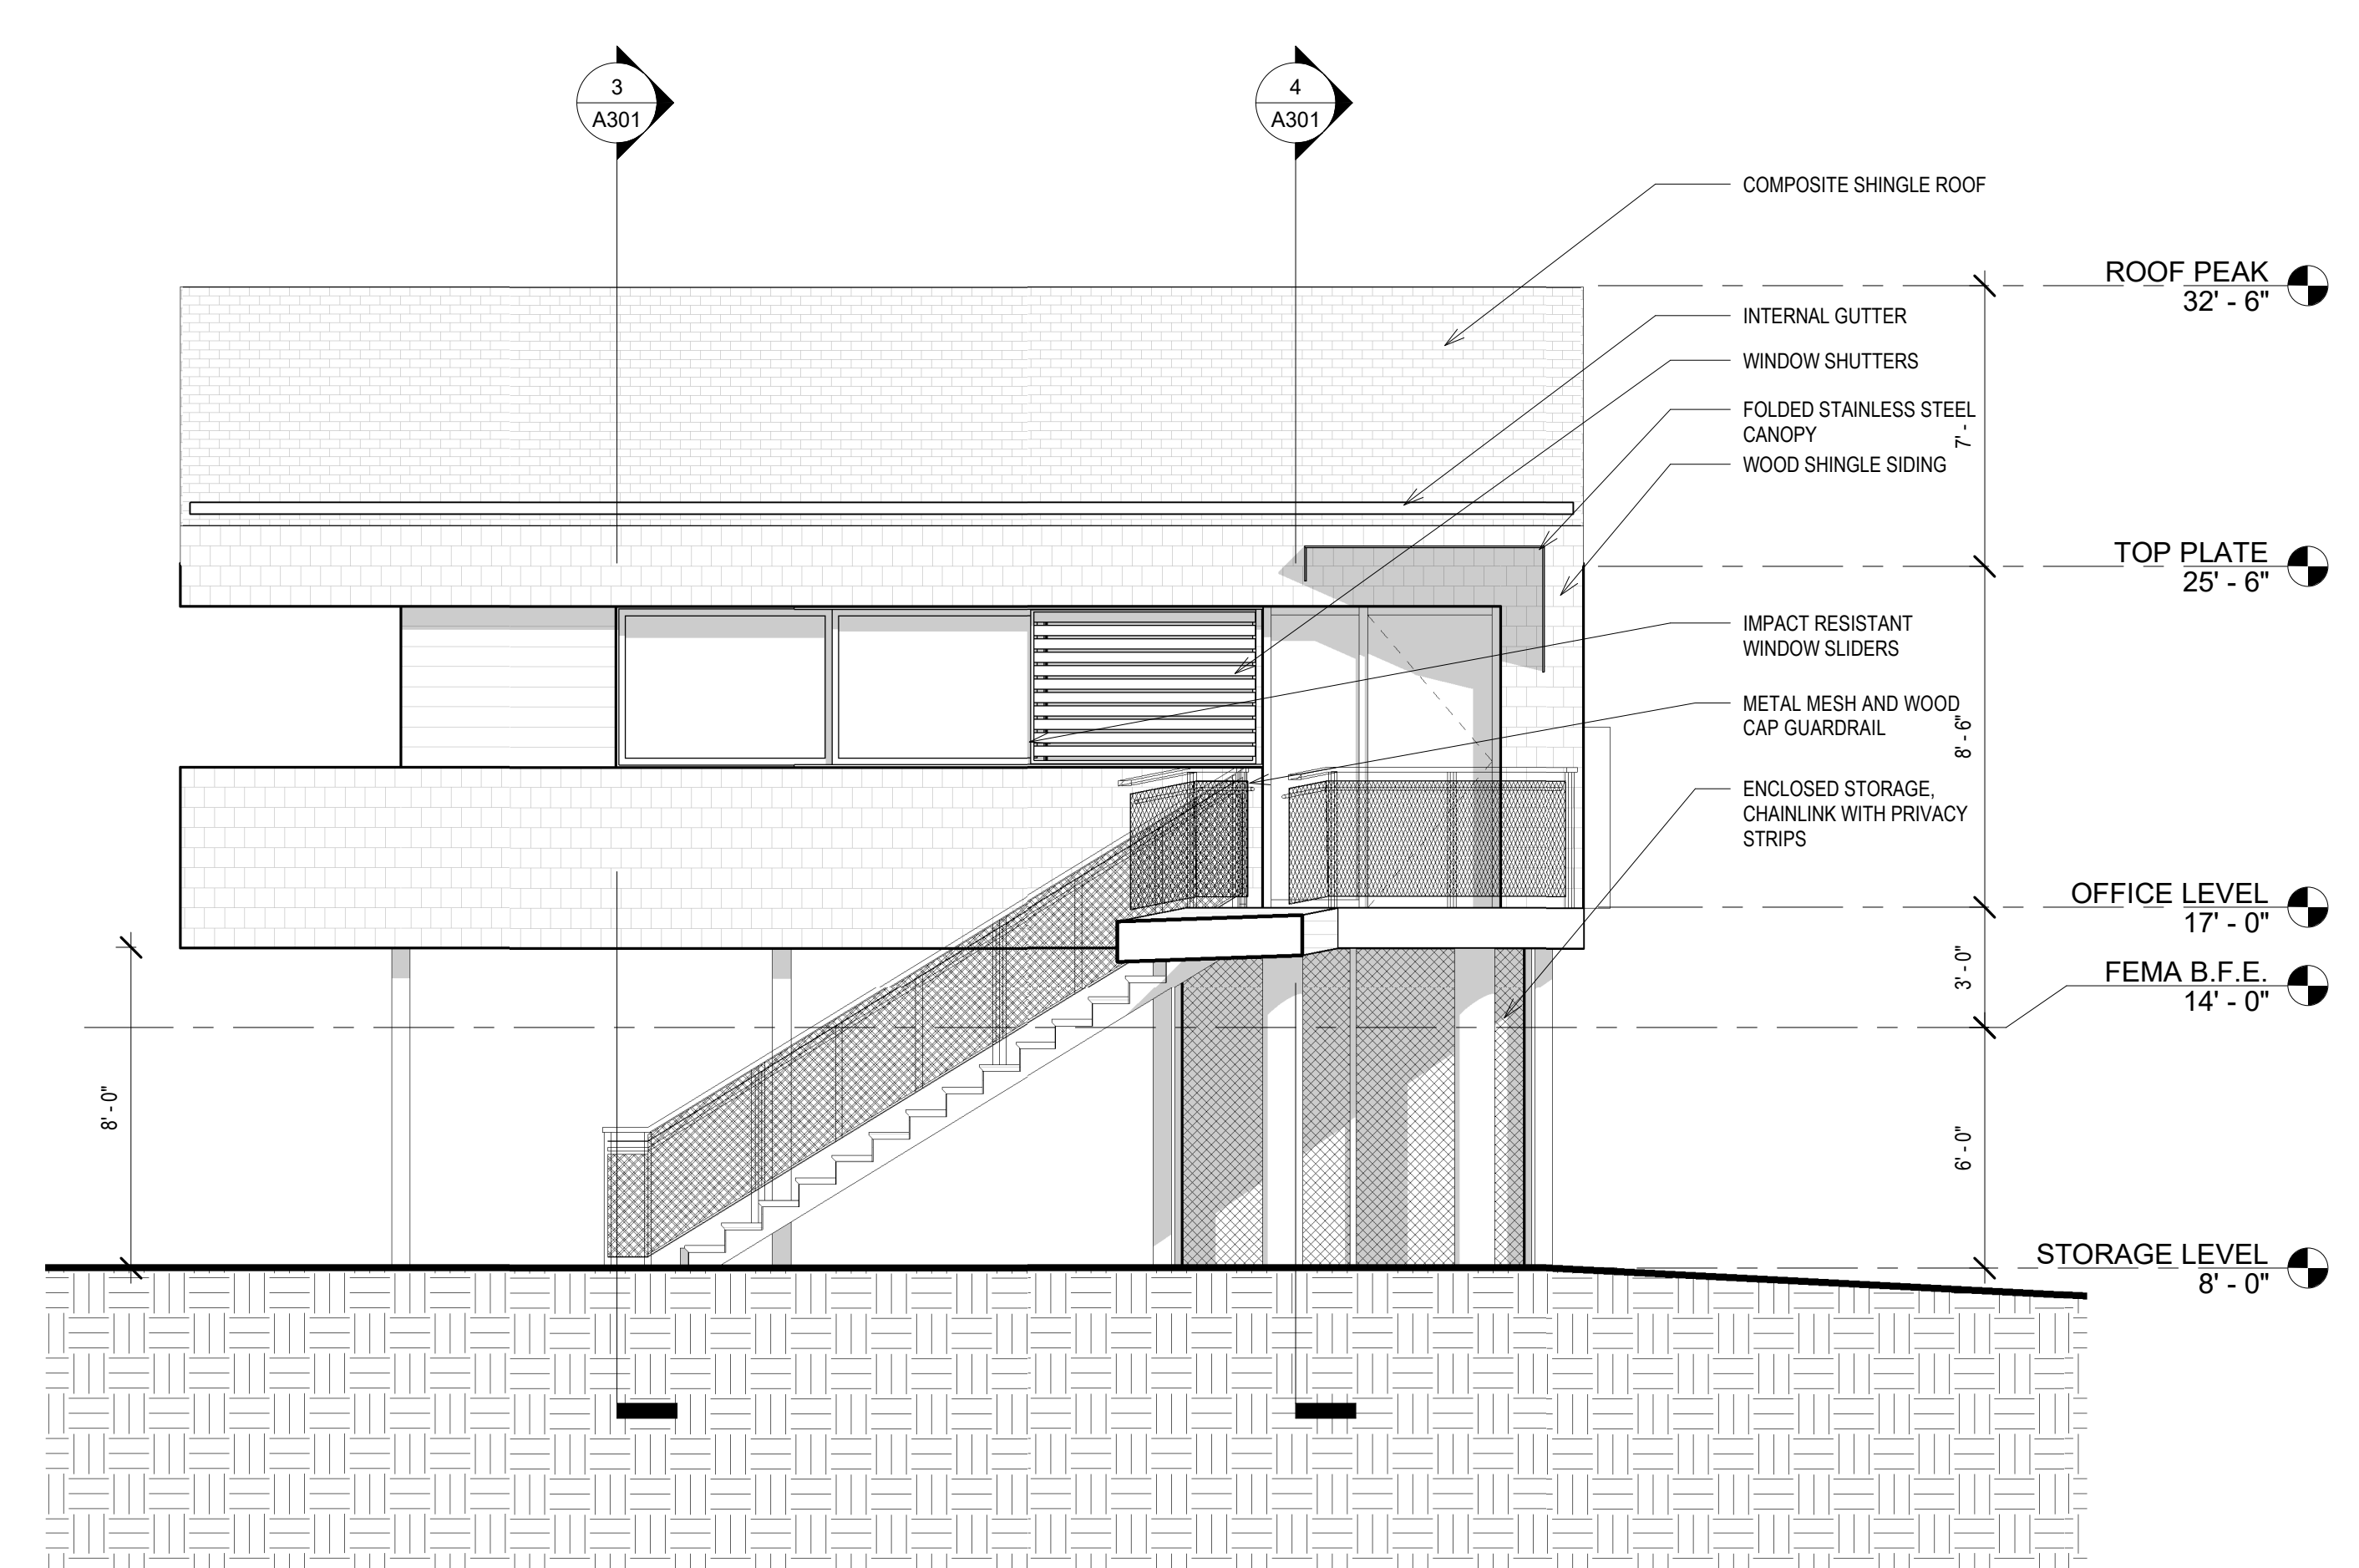 3
A301
4
A301
COMPOSITE SHINGLE ROOF
ROOF PEAK
32' - 6"
INTERNAL GUTTER
WINDOW SHUTTERS
FOLDED STAINLESS STEEL
CANOPY
7' -
WOOD SHINGLE SIDING
TOP PLATE
25' - 6"
IMPACT RESISTANT
WINDOW SLIDERS
METAL MESH AND WOOD
CAP GUARDRAIL
8' - 6"
ENCLOSED STORAGE,
CHAINLINK WITH PRIVACY
STRIPS
OFFICE LEVEL
17' - 0"
3' - 0"
FEMA B.F.E.
14' - 0"
8' - 0"
6' - 0"
STORAGE LEVEL
8' - 0"